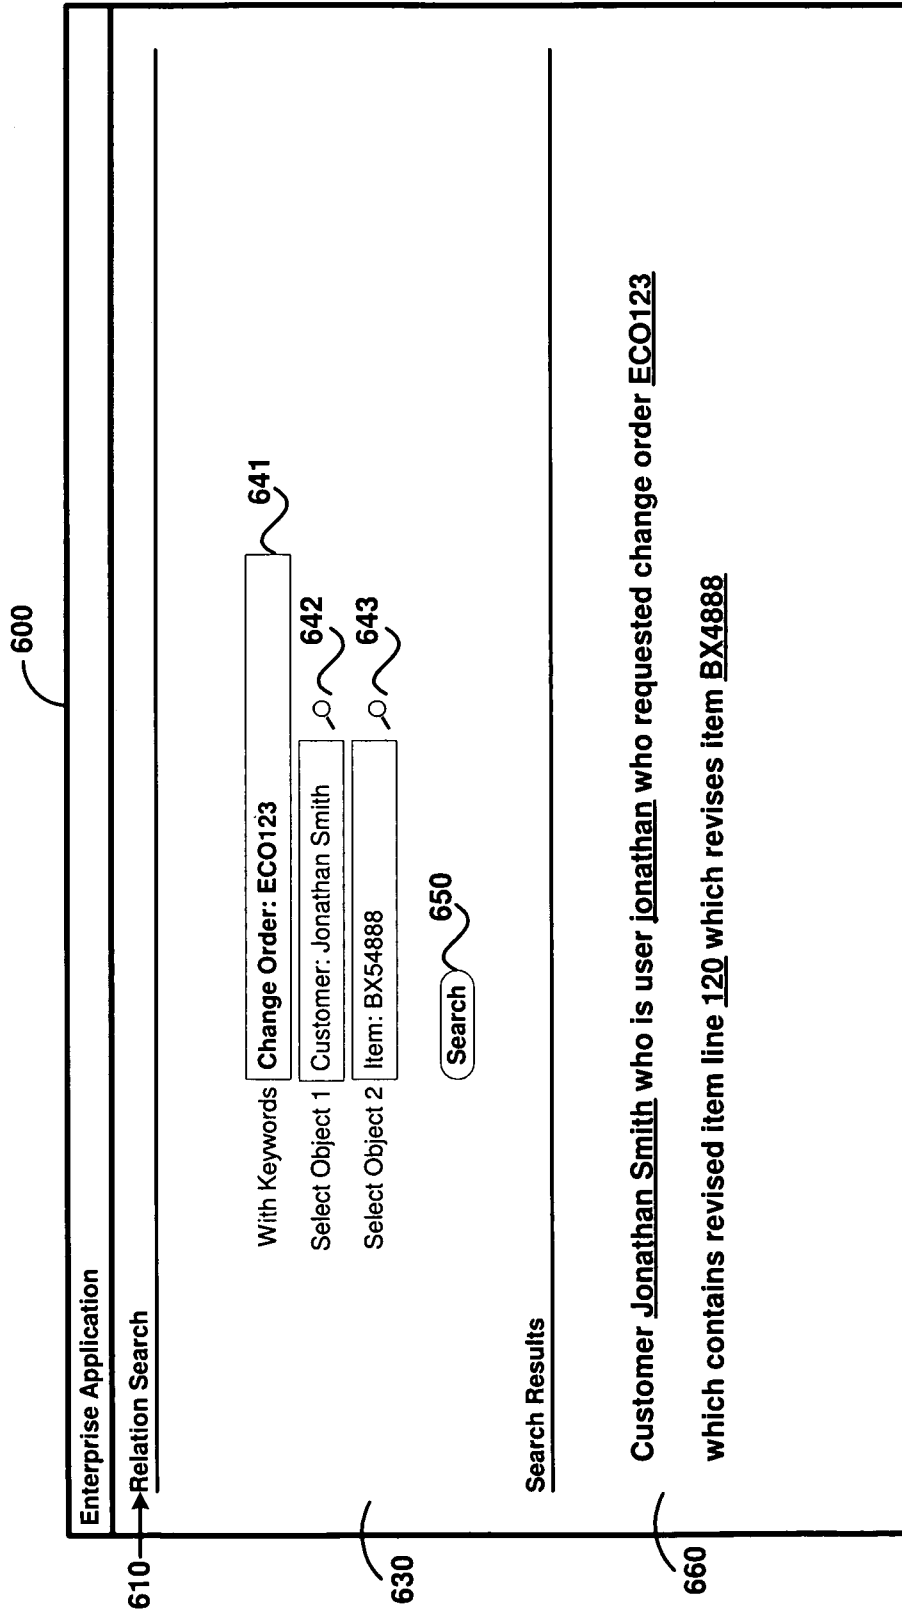 600
Enterprise Application
610
Relation Search
630
With Keywords Change Order: ECO123 641
Select Object 1 Customer: Jonathan Smith 642
Select Object 2 Item: BX54888 643
Search 650
Search Results
660
Customer Jonathan Smith who is user jonathan who requested change order ECO123
which contains revised item line 120 which revises item BX4888